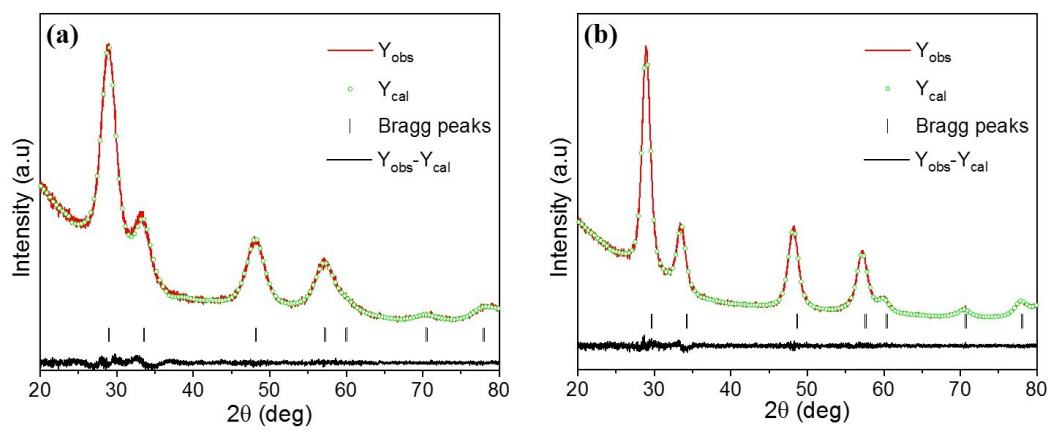 (a)
Y_obs
Y_cal
Bragg peaks
Y_obs-Y_cal
Intensity (a.u)
20 30 40 50 60 70 80
2θ (deg)
(b)
Y_obs
Y_cal
Bragg peaks
Y_obs-Y_cal
Intensity (a.u)
20 30 40 50 60 70 80
2θ (deg)